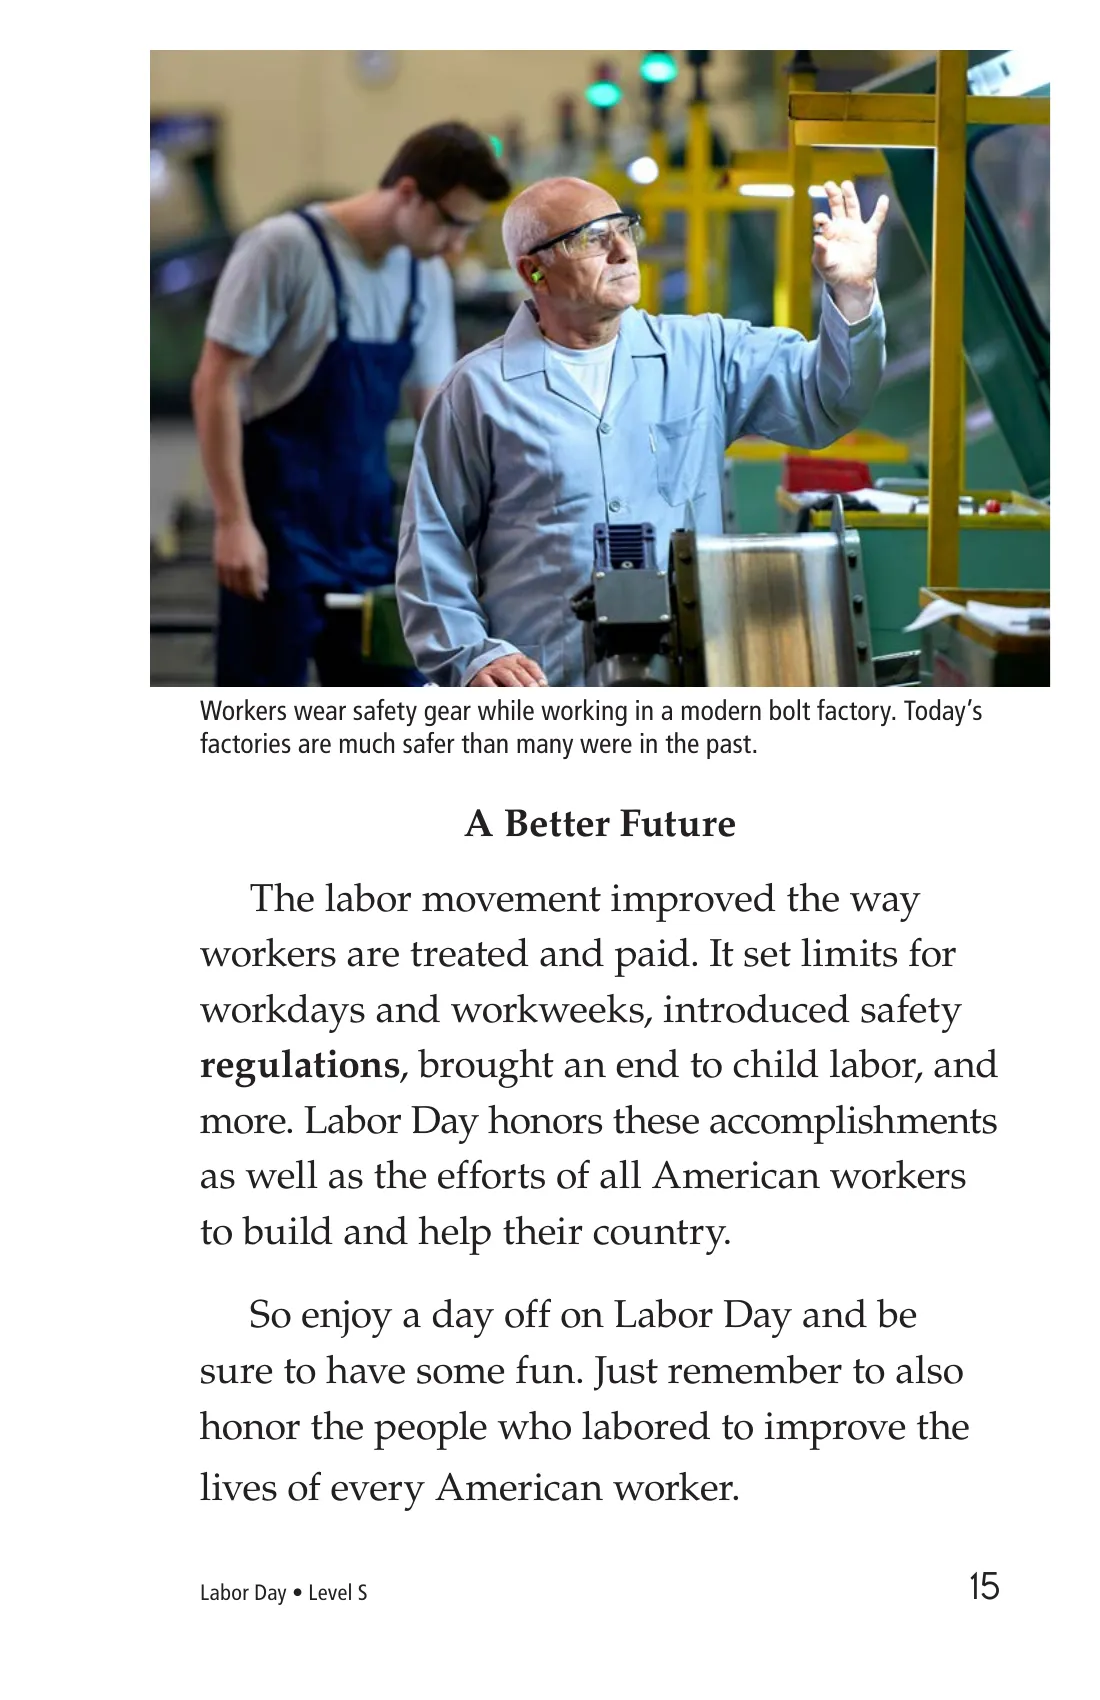 Workers wear safety gear while working in a modern bolt factory. Today’s
factories are much safer than many were in the past.
A Better Future
The labor movement improved the way
workers are treated and paid. It set limits for
workdays and workweeks, introduced safety
regulations, brought an end to child labor, and
more. Labor Day honors these accomplishments
as well as the efforts of all American workers
to build and help their country.
So enjoy a day off on Labor Day and be
sure to have some fun. Just remember to also
honor the people who labored to improve the
lives of every American worker.
Labor Day • Level S
15